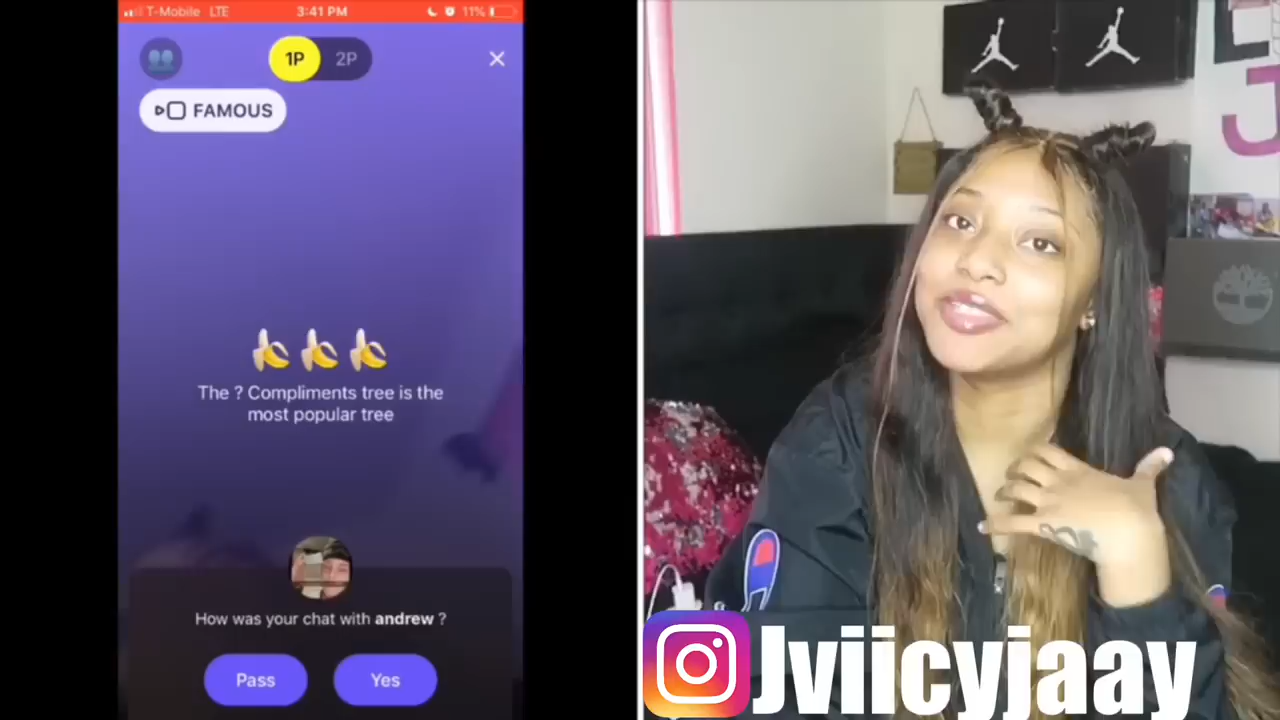 T-Mobile LTE 3:41 PM 11%
1P 2P
FAMOUS
The ? Compliments tree is the
most popular tree
How was your chat with andrew ?
Pass Yes
Jviicyjaay